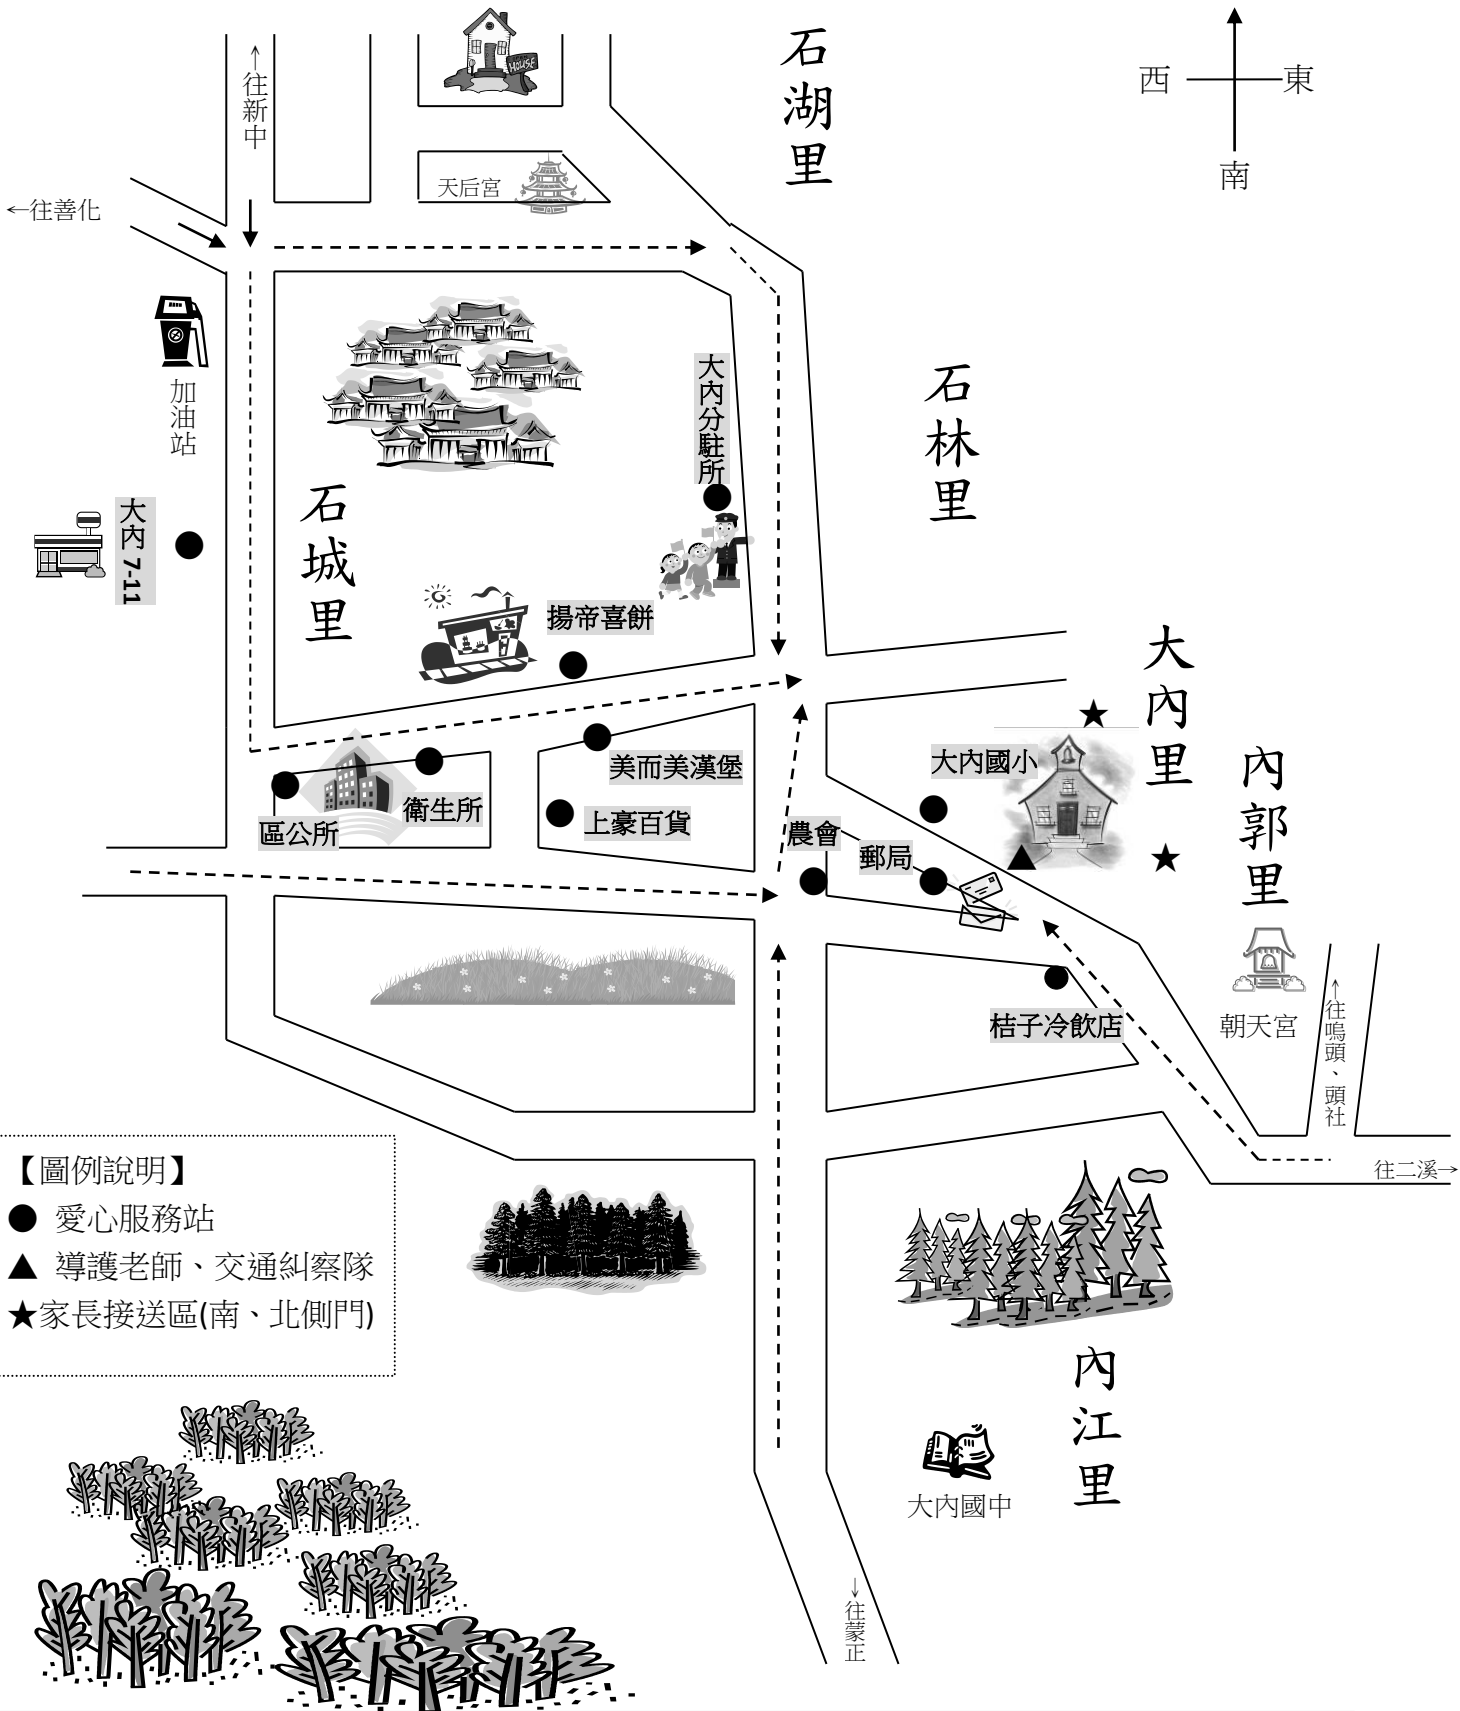 HOUSE
石湖里
西
東
南
↑往新中
天后宮
←往善化
加油站
大內分駐所
石林里
石城里
大內 7-11
揚帝喜餅
大內里
美而美漢堡
大內國小
內郭里
衛生所
區公所
上豪百貨
農會
郵局
桔子冷飲店
朝天宮
↑往嗚頭、頭社
往二溪→
【圖例說明】
● 愛心服務站
▲ 導護老師、交通糾察隊
★家長接送區(南、北側門)
內江里
大內國中
↓往蒙正